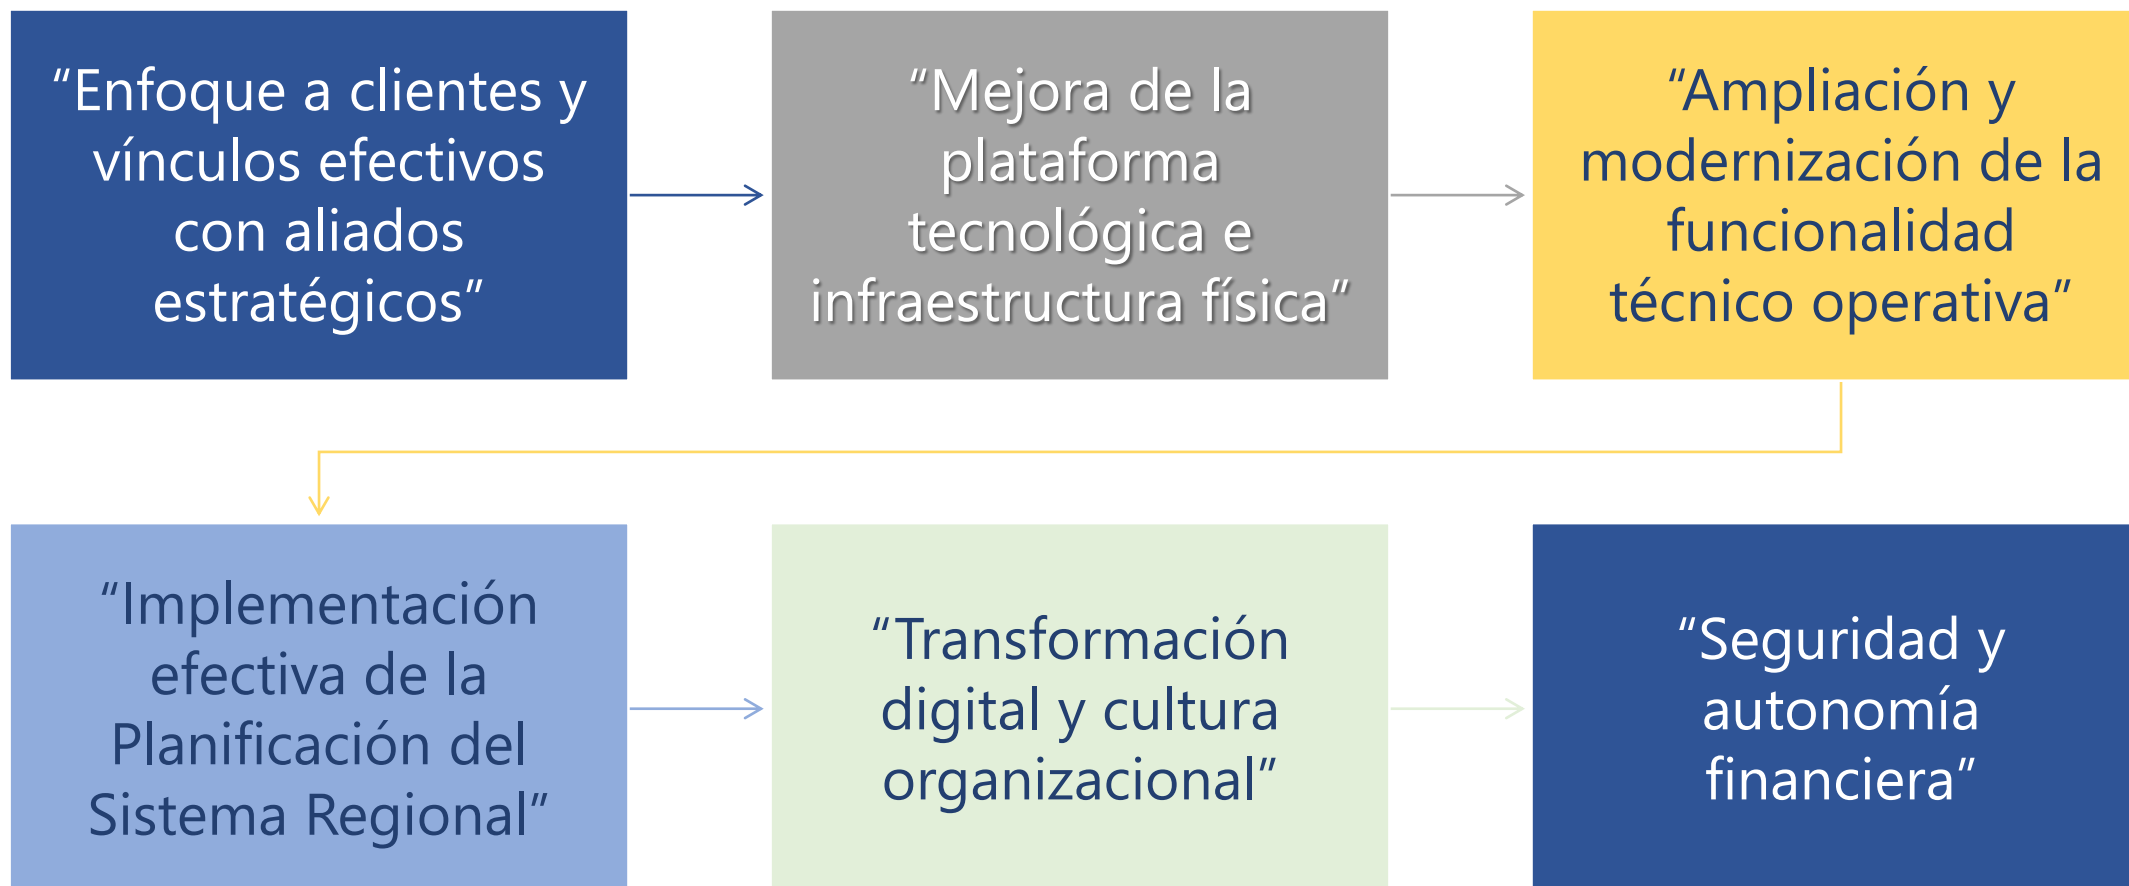 “Enfoque a clientes y
vínculos efectivos
con aliados
estratégicos”
“Mejora de la
plataforma
tecnológica e
infraestructura física”
“Ampliación y
modernización de la
funcionalidad
técnico operativa”
“Implementación
efectiva de la
Planificación del
Sistema Regional”
“Transformación
digital y cultura
organizacional”
“Seguridad y
autonomía
financiera”